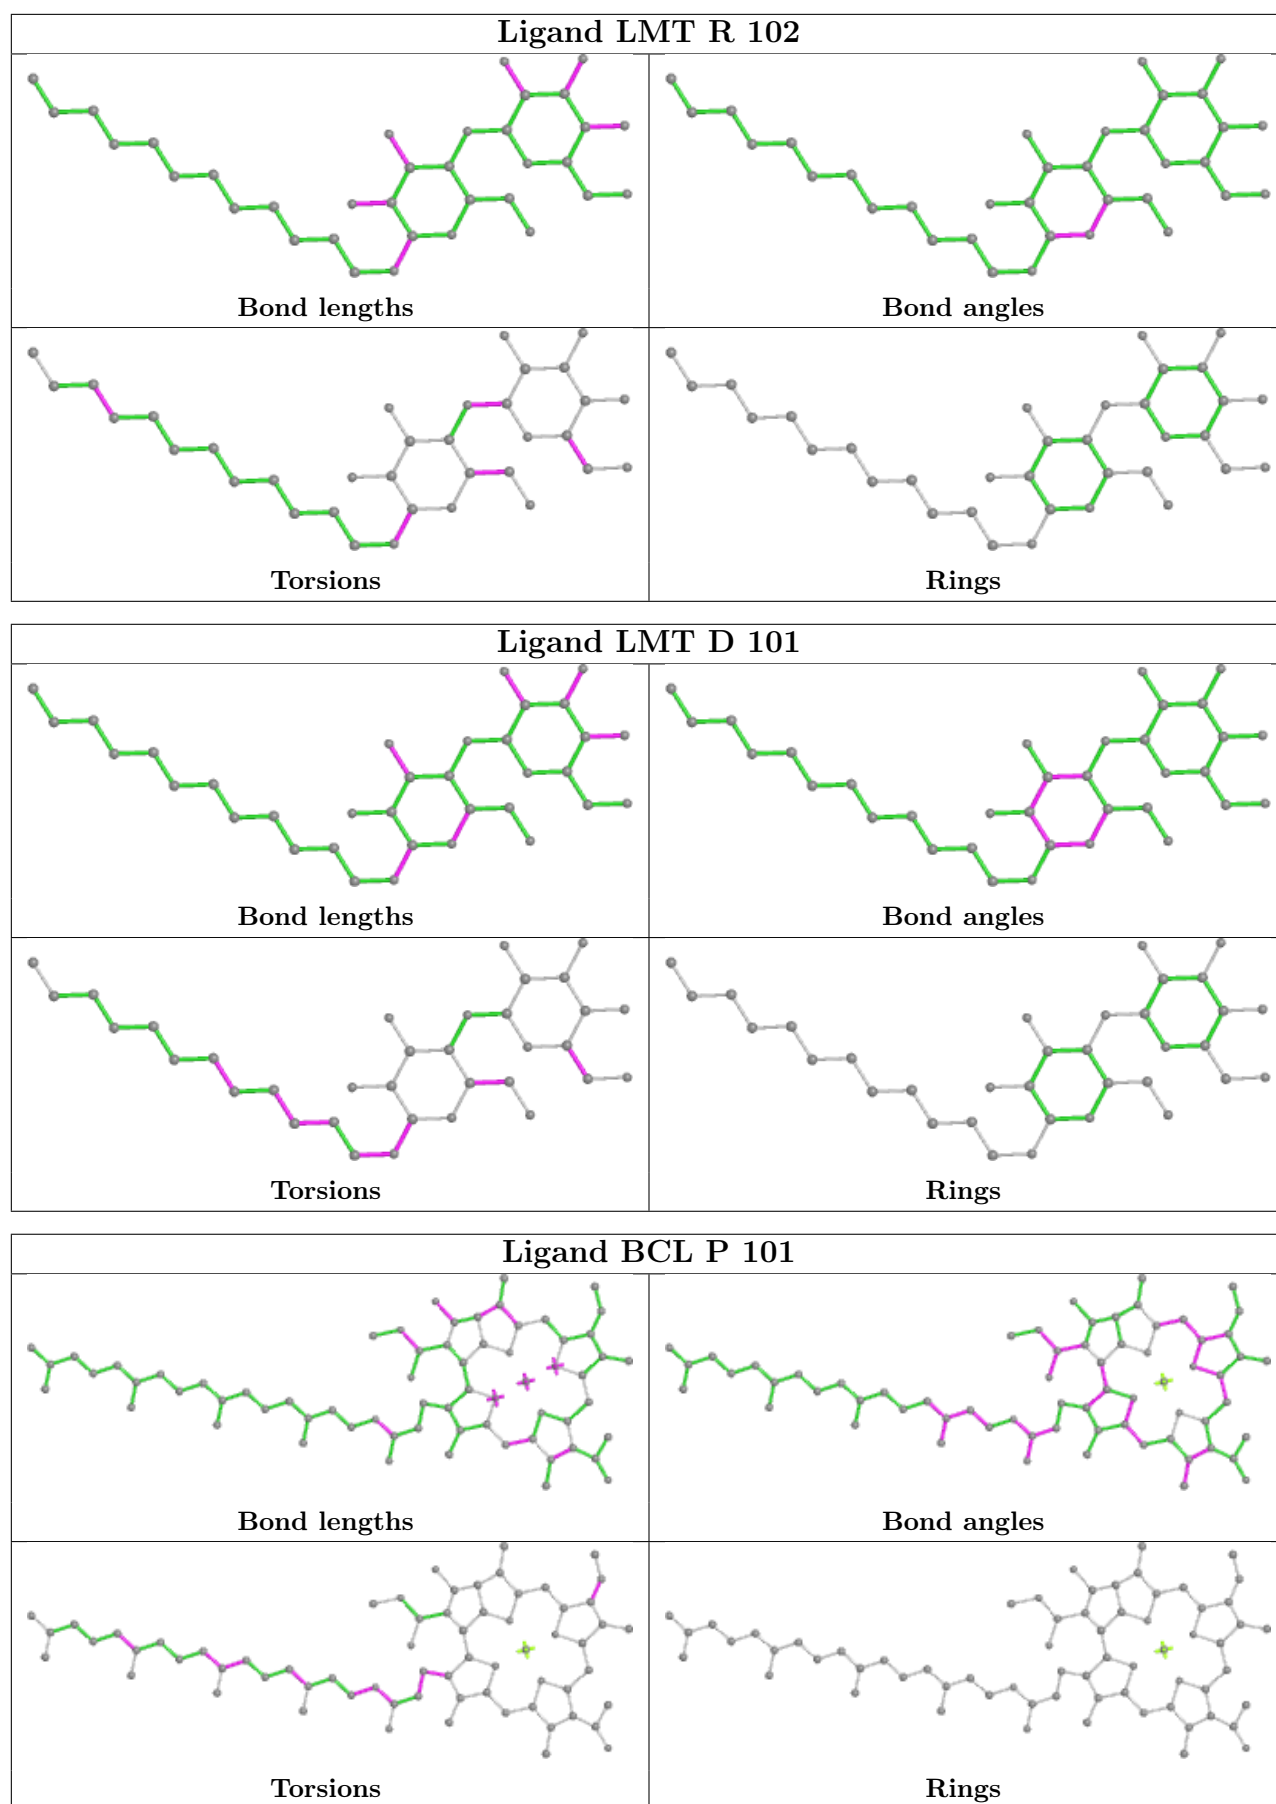 Ligand LMT R 102
Bond lengths
Bond angles
Torsions
Rings
Ligand LMT D 101
Bond lengths
Bond angles
Torsions
Rings
Ligand BCL P 101
Bond lengths
Bond angles
Torsions
Rings